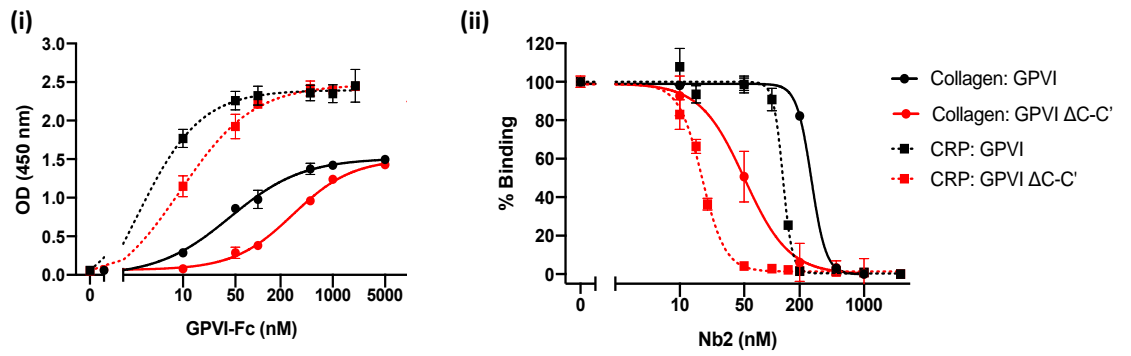 (i)
3.0
2.5
2.0
1.5
1.0
0.5
0.0
OD (450 nm)
0 10 50 200 1000 5000
GPVI-Fc (nM)
(ii)
120
100
80
60
40
20
0
% Binding
0 10 50 200 1000
Nb2 (nM)
Collagen: GPVI
Collagen: GPVI ΔC-C'
CRP: GPVI
CRP: GPVI ΔC-C'